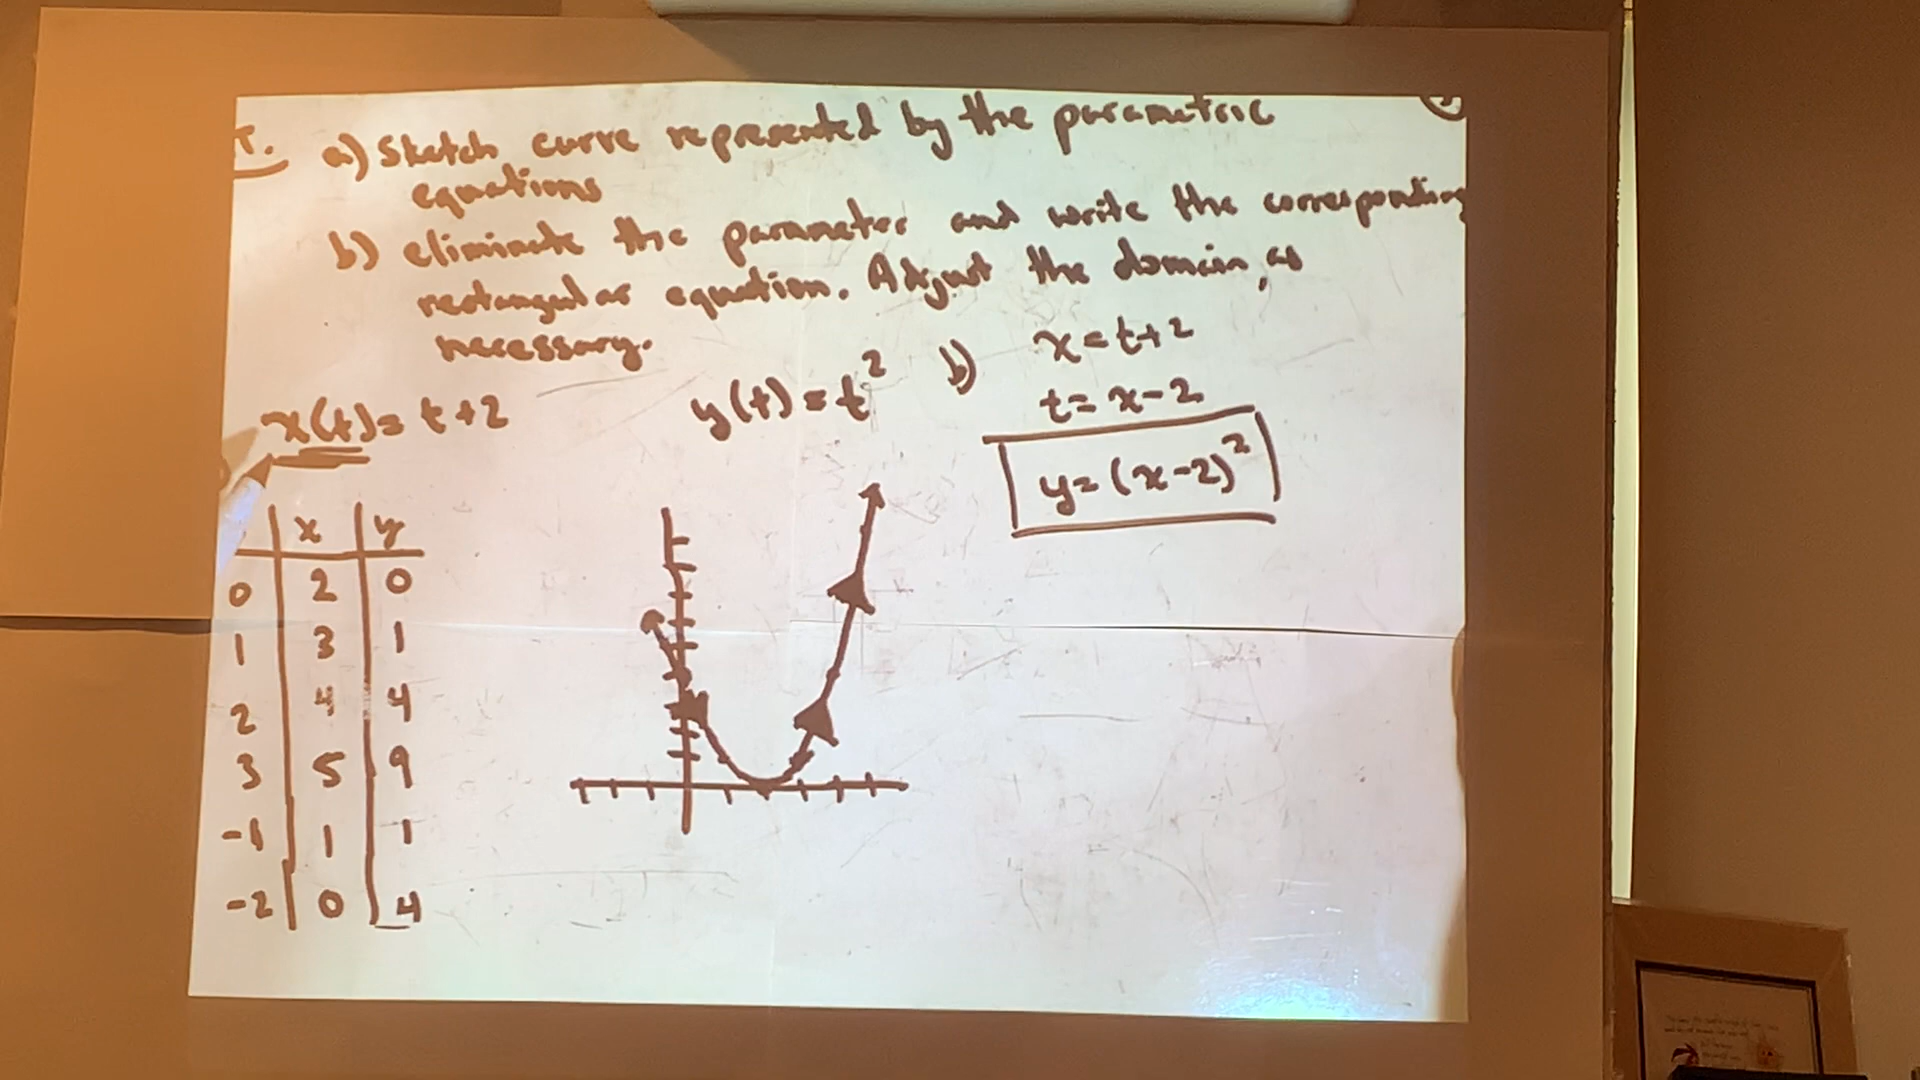 T.
a) Sketch curve represented by the parametric
equations
b) eliminate the parameter and write the corresponding
rectangular equation. Adjust the domain, as
necessary.
x(t) = t+2
y(t) = t²
b) x = t+2
t = x-2
y = (x-2)²
x y
0 2 0
1 3 1
2 4 4
3 5 9
-1 1 1
-2 0 4